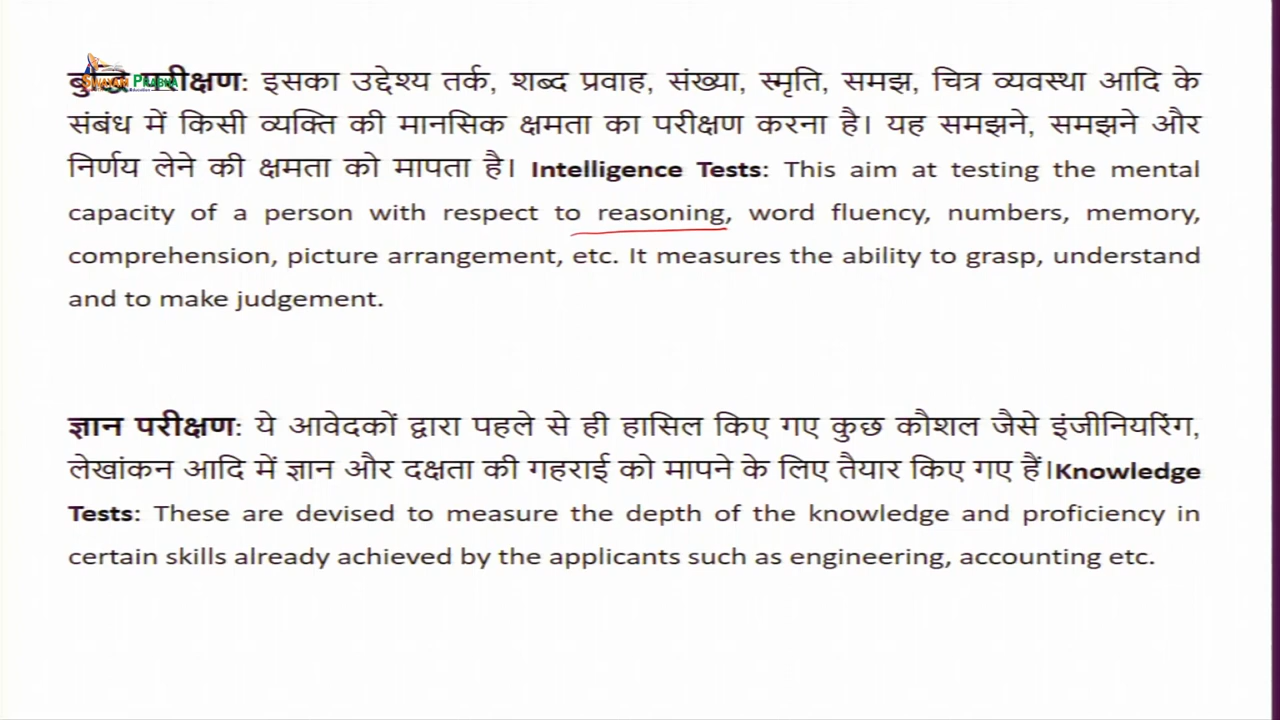 SWAYAM PRABHA
बुद्धि परीक्षण: इसका उद्देश्य तर्क, शब्द प्रवाह, संख्या, स्मृति, समझ, चित्र व्यवस्था आदि के
संबंध में किसी व्यक्ति की मानसिक क्षमता का परीक्षण करना है। यह समझने, समझने और
निर्णय लेने की क्षमता को मापता है। Intelligence Tests: This aim at testing the mental
capacity of a person with respect to reasoning, word fluency, numbers, memory,
comprehension, picture arrangement, etc. It measures the ability to grasp, understand
and to make judgement.
ज्ञान परीक्षण: ये आवेदकों द्वारा पहले से ही हासिल किए गए कुछ कौशल जैसे इंजीनियरिंग,
लेखांकन आदि में ज्ञान और दक्षता की गहराई को मापने के लिए तैयार किए गए हैं।Knowledge
Tests: These are devised to measure the depth of the knowledge and proficiency in
certain skills already achieved by the applicants such as engineering, accounting etc.